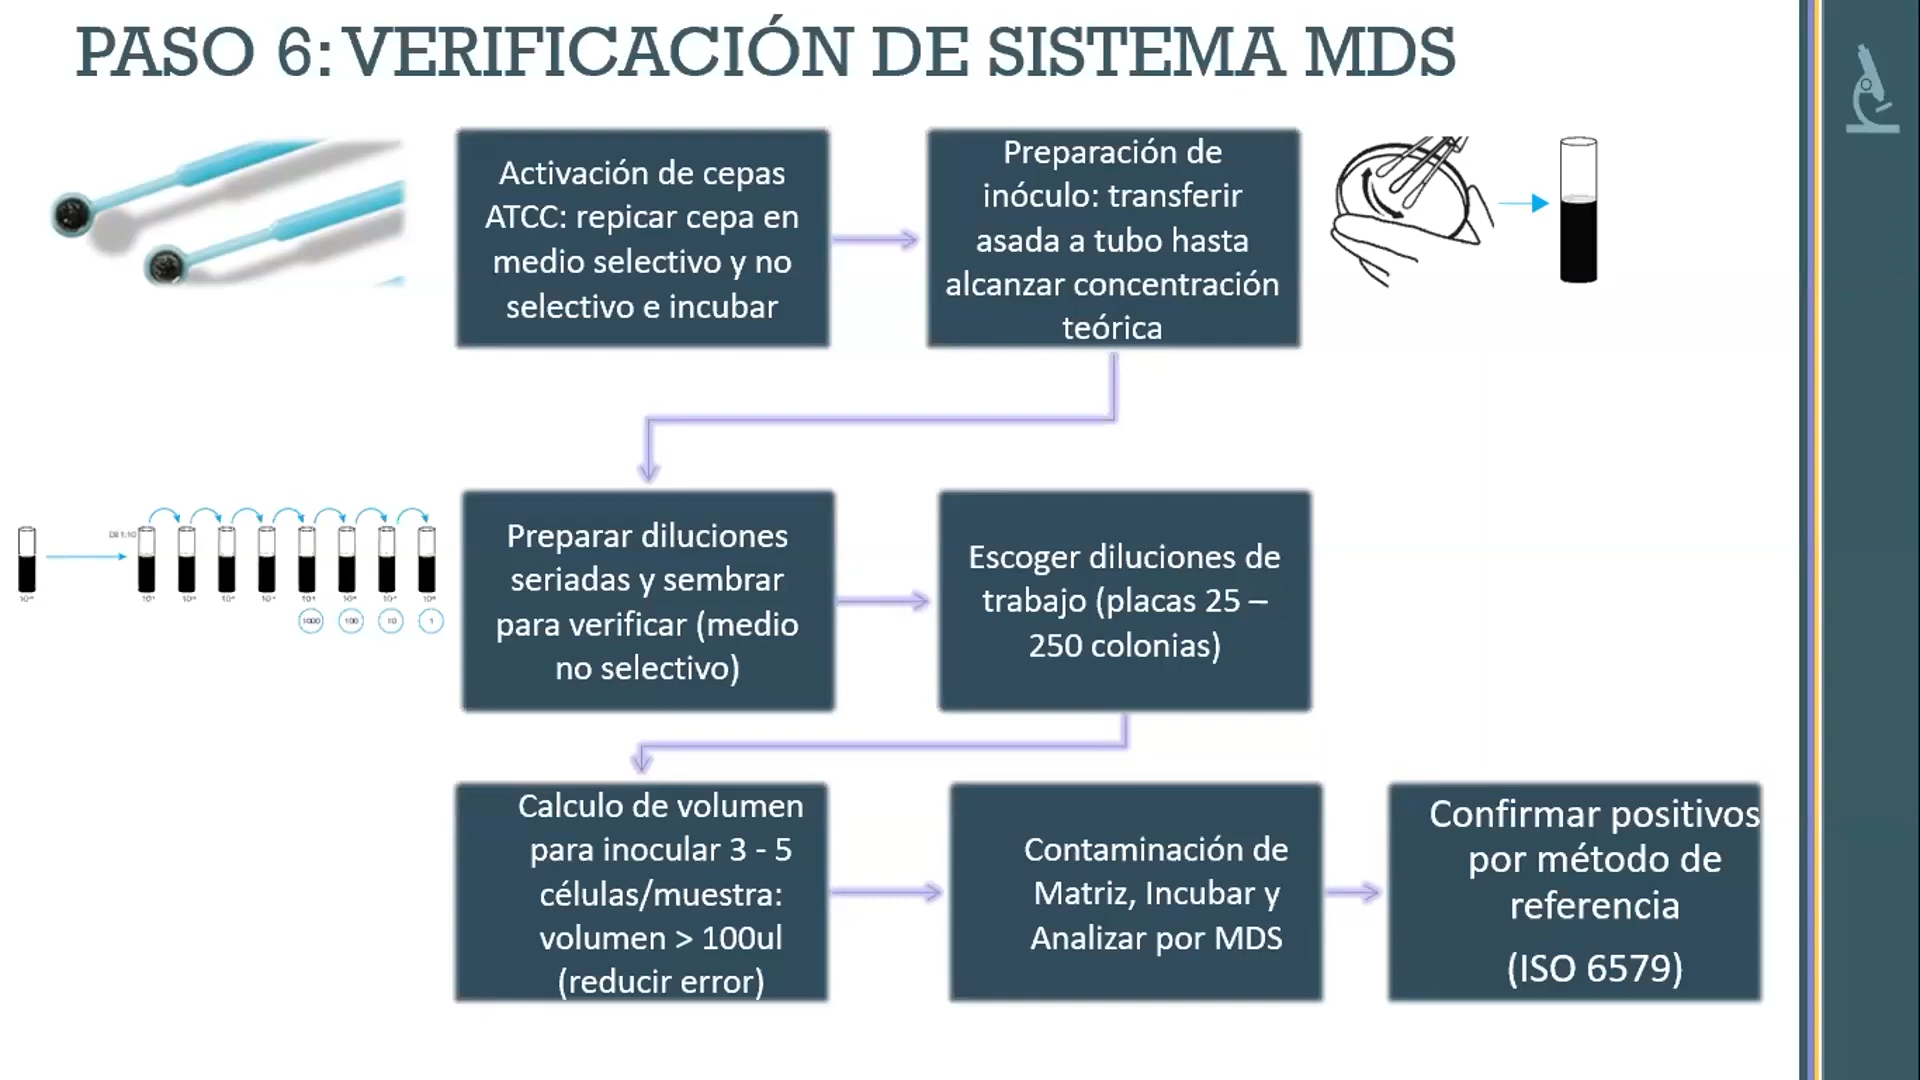 PASO 6: VERIFICACIÓN DE SISTEMA MDS
Activación de cepas
ATCC: repicar cepa en
medio selectivo y no
selectivo e incubar
Preparación de
inóculo: transferir
asada a tubo hasta
alcanzar concentración
teórica
Preparar diluciones
seriadas y sembrar
para verificar (medio
no selectivo)
Escoger diluciones de
trabajo (placas 25 –
250 colonias)
1000 100 10 1
Calculo de volumen
para inocular 3 - 5
células/muestra:
volumen > 100ul
(reducir error)
Contaminación de
Matriz, Incubar y
Analizar por MDS
Confirmar positivos
por método de
referencia
(ISO 6579)